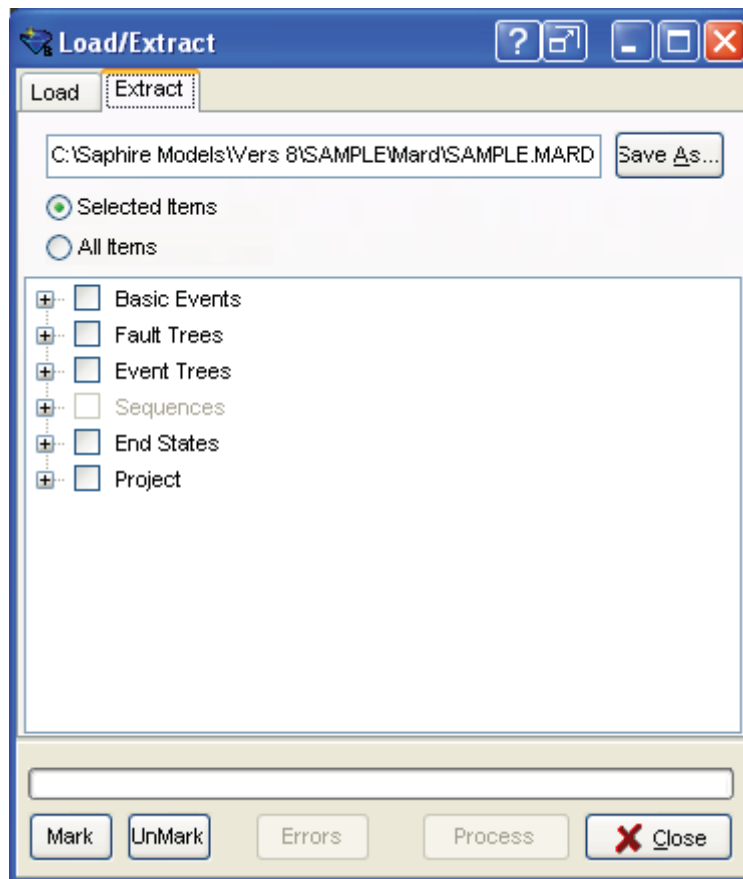 Load/Extract
Load Extract
C:\Saphire Models\Vers 8\SAMPLE\Mard\SAMPLE.MARD Save As...
Selected Items
All Items
Basic Events
Fault Trees
Event Trees
Sequences
End States
Project
Mark UnMark Errors Process Close